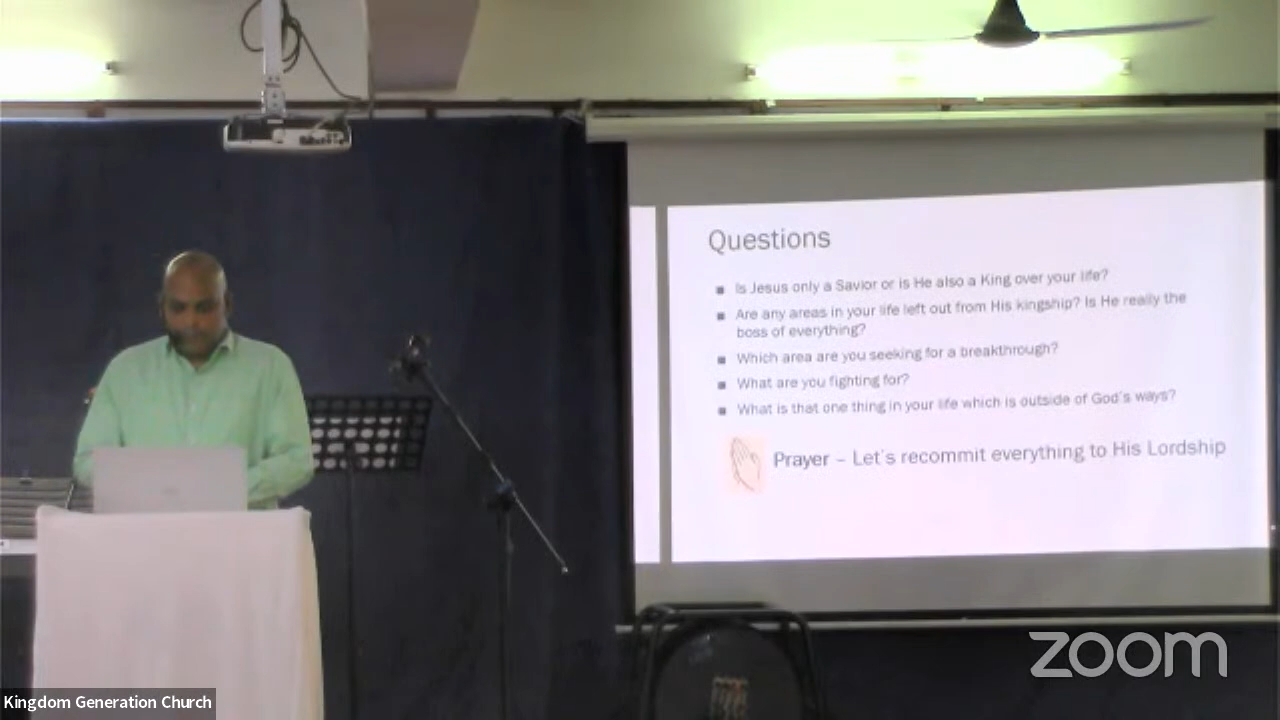 Questions
Is Jesus only a Savior or is He also a King over your life?
Are any areas in your life left out from His kingship? Is He really the
boss of everything?
Which area are you seeking for a breakthrough?
What are you fighting for?
What is that one thing in your life which is outside of God's ways?
Prayer – Let's recommit everything to His Lordship
zoom
Kingdom Generation Church